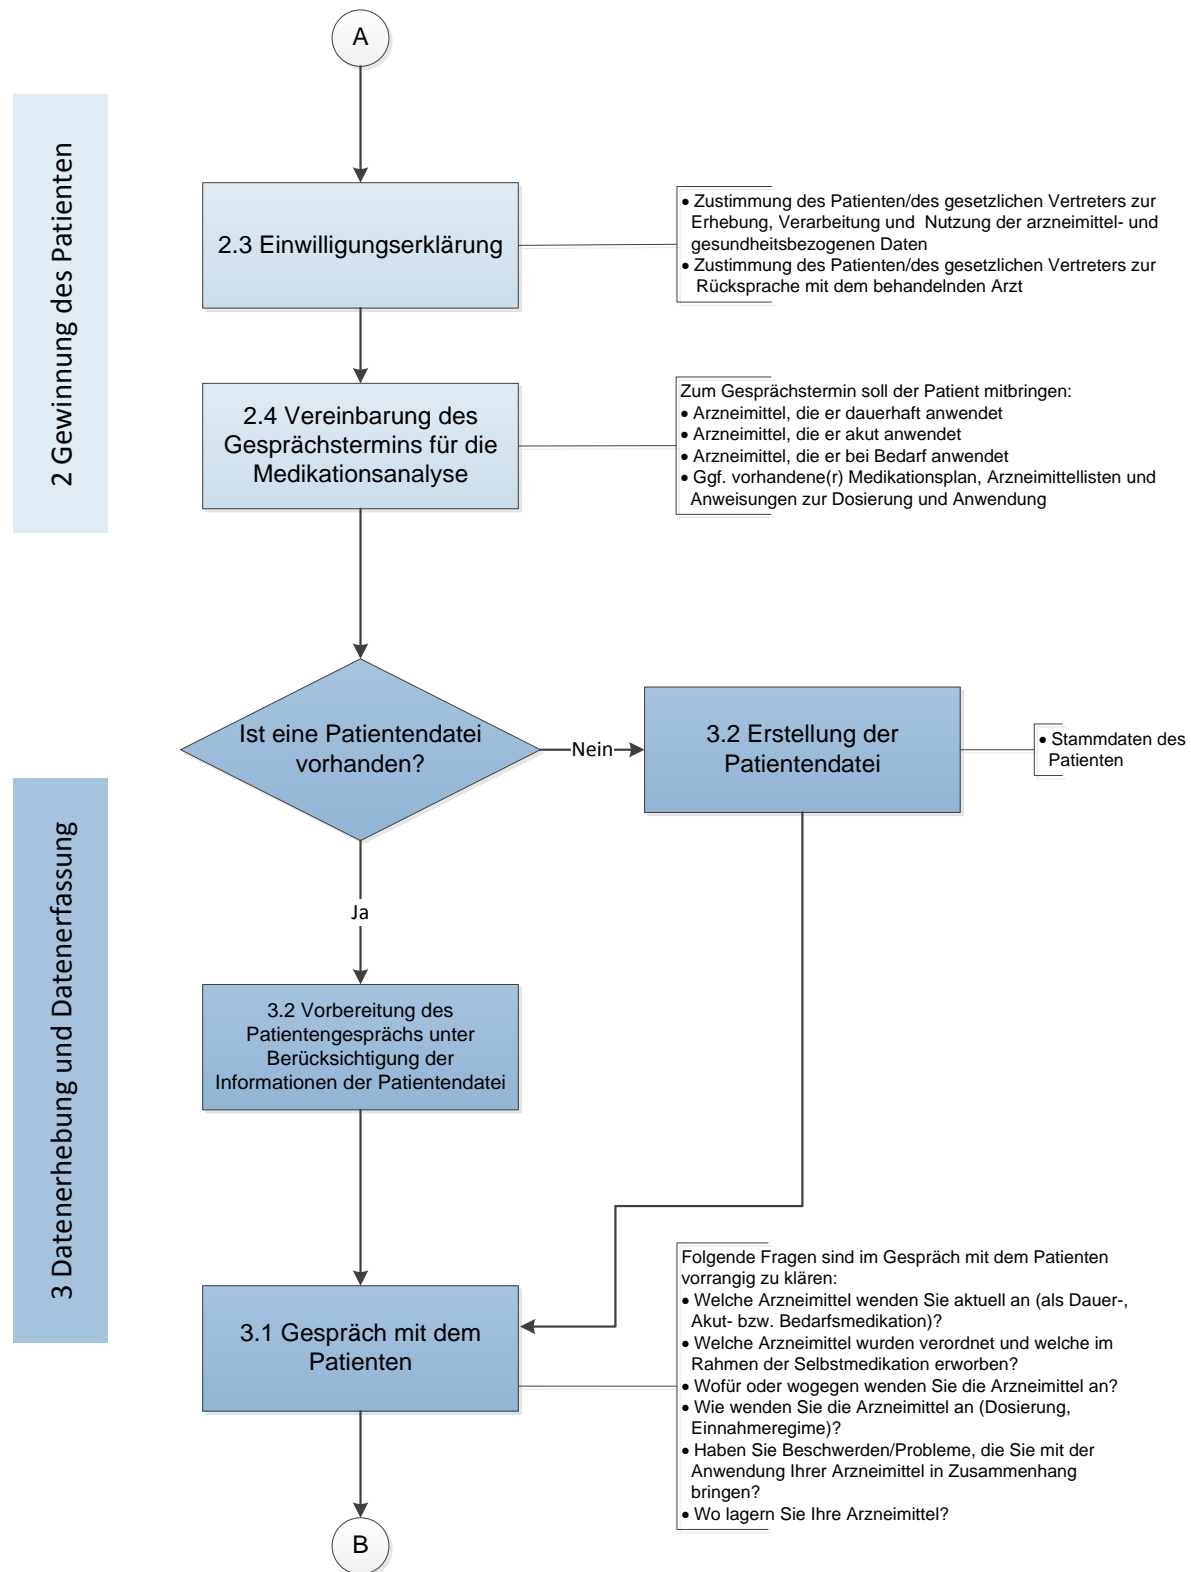 A
2 Gewinnung des Patienten
2.3 Einwilligungserklärung
• Zustimmung des Patienten/des gesetzlichen Vertreters zur
Erhebung, Verarbeitung und Nutzung der arzneimittel- und
gesundheitsbezogenen Daten
• Zustimmung des Patienten/des gesetzlichen Vertreters zur
Rücksprache mit dem behandelnden Arzt
2.4 Vereinbarung des
Gesprächstermins für die
Medikationsanalyse
Zum Gesprächstermin soll der Patient mitbringen:
• Arzneimittel, die er dauerhaft anwendet
• Arzneimittel, die er akut anwendet
• Arzneimittel, die er bei Bedarf anwendet
• Ggf. vorhandene(r) Medikationsplan, Arzneimittellisten und
Anweisungen zur Dosierung und Anwendung
3 Datenerhebung und Datenerfassung
Ist eine Patientendatei
vorhanden?
Nein
3.2 Erstellung der
Patientendatei
• Stammdaten des
Patienten
Ja
3.2 Vorbereitung des
Patientengesprächs unter
Berücksichtigung der
Informationen der Patientendatei
3.1 Gespräch mit dem
Patienten
Folgende Fragen sind im Gespräch mit dem Patienten
vorrangig zu klären:
• Welche Arzneimittel wenden Sie aktuell an (als Dauer-,
Akut- bzw. Bedarfsmedikation)?
• Welche Arzneimittel wurden verordnet und welche im
Rahmen der Selbstmedikation erworben?
• Wofür oder wogegen wenden Sie die Arzneimittel an?
• Wie wenden Sie die Arzneimittel an (Dosierung,
Einnahmeregime)?
• Haben Sie Beschwerden/Probleme, die Sie mit der
Anwendung Ihrer Arzneimittel in Zusammenhang
bringen?
• Wo lagern Sie Ihre Arzneimittel?
B